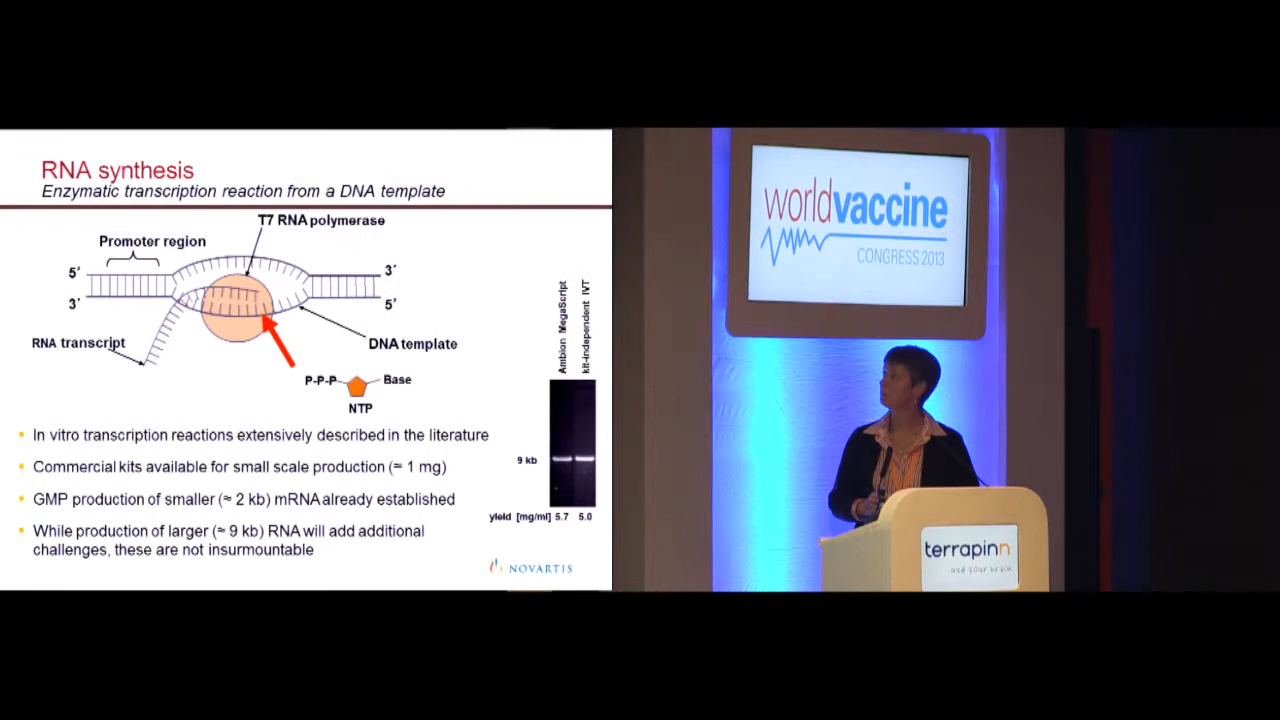 RNA synthesis
Enzymatic transcription reaction from a DNA template
T7 RNA polymerase
Promoter region
5′
3′
3′
5′
RNA transcript
DNA template
P-P-P
Base
NTP
Ambion MegaScript
kit-independent IVT
9 kb
yield [mg/ml] 5.7 5.0
▪ In vitro transcription reactions extensively described in the literature
▪ Commercial kits available for small scale production (≈ 1 mg)
▪ GMP production of smaller (≈ 2 kb) mRNA already established
▪ While production of larger (≈ 9 kb) RNA will add additional
challenges, these are not insurmountable
NOVARTIS
worldvaccine
CONGRESS 2013
terrapinn
use your brain